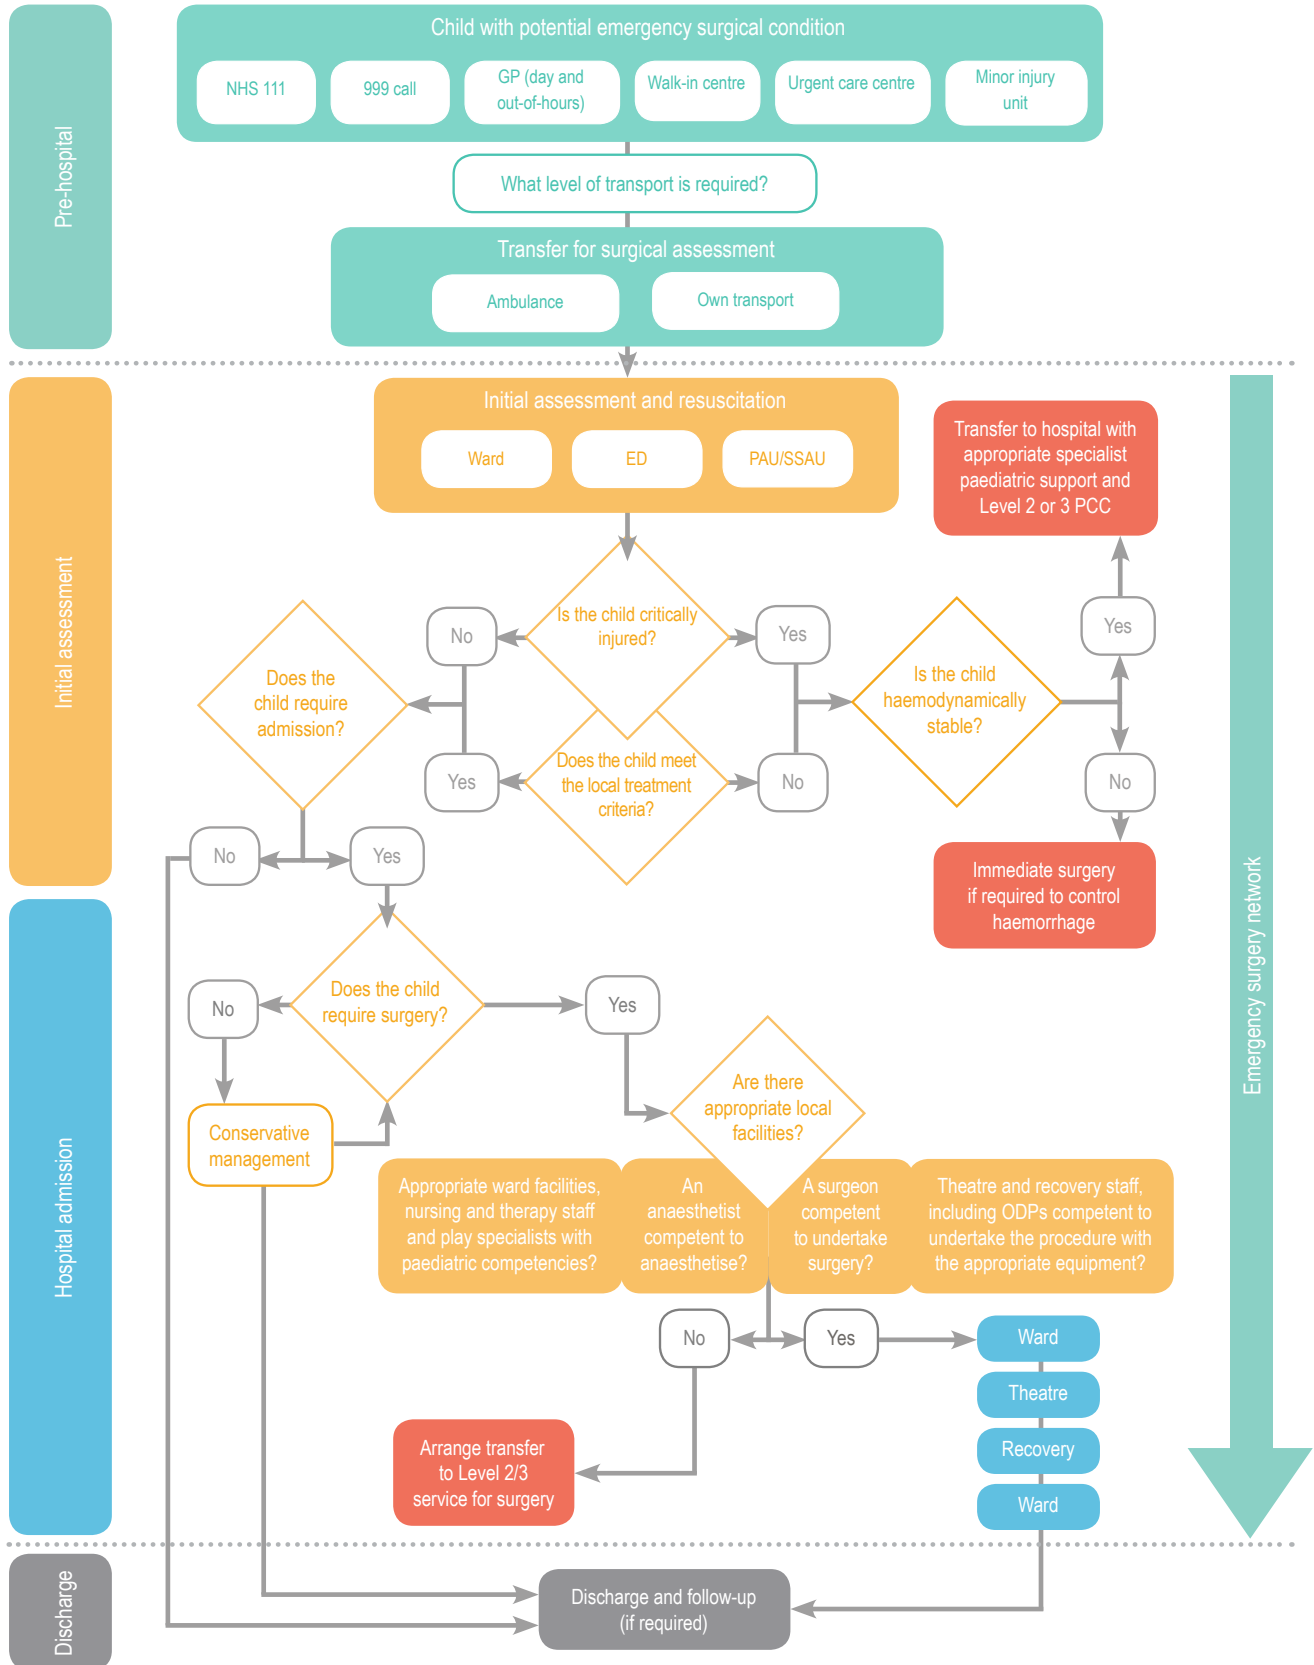 Pre-hospital
Child with potential emergency surgical condition
NHS 111
999 call
GP (day and
out-of-hours)
Walk-in centre
Urgent care centre
Minor injury
unit
What level of transport is required?
Transfer for surgical assessment
Ambulance
Own transport
Initial assessment
Initial assessment and resuscitation
Ward
ED
PAU/SSAU
Transfer to hospital with
appropriate specialist
paediatric support and
Level 2 or 3 PCC
Is the child critically
injured?
No
Yes
Yes
Does the
child require
admission?
Is the child
haemodynamically
stable?
Does the child meet
the local treatment
criteria?
Yes
No
No
No
Yes
Immediate surgery
if required to control
haemorrhage
Emergency surgery network
Hospital admission
Does the child
require surgery?
No
Yes
Are there
appropriate local
facilities?
Conservative
management
Appropriate ward facilities,
nursing and therapy staff
and play specialists with
paediatric competencies?
An
anaesthetist
competent to
anaesthetise?
A surgeon
competent
to undertake
surgery?
Theatre and recovery staff,
including ODPs competent to
undertake the procedure with
the appropriate equipment?
No
Yes
Ward
Theatre
Recovery
Ward
Arrange transfer
to Level 2/3
service for surgery
Discharge
Discharge and follow-up
(if required)